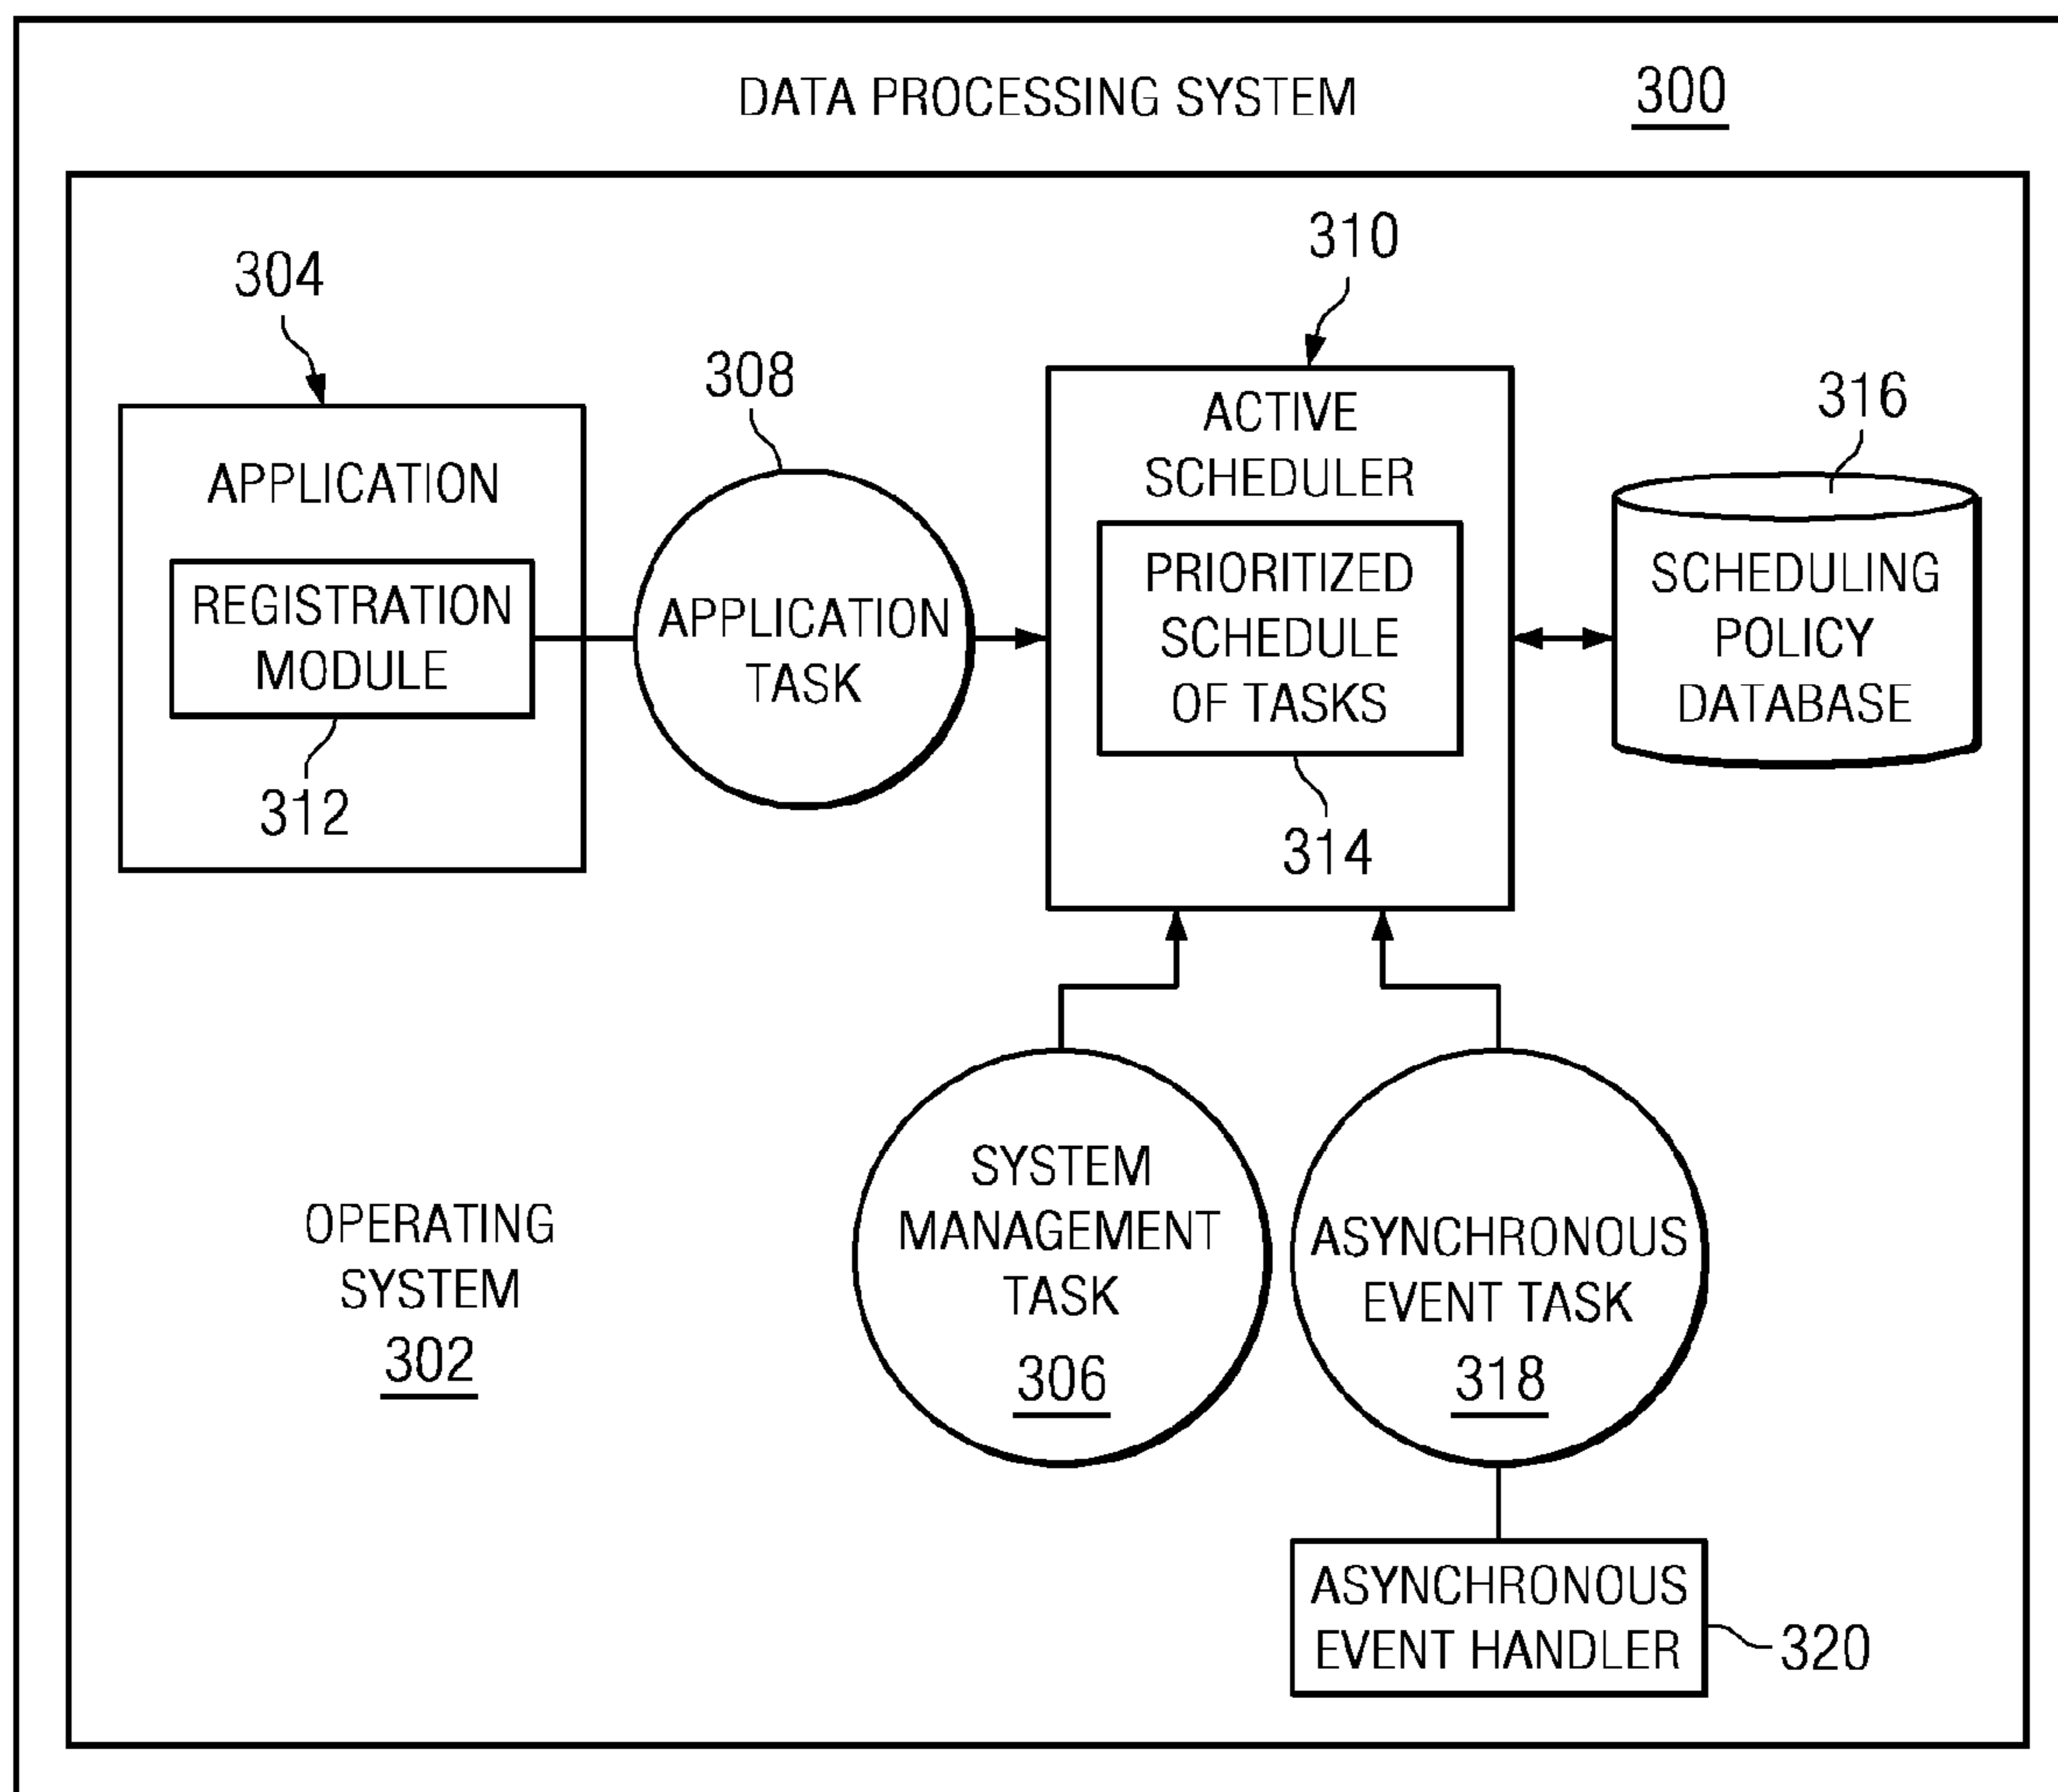 DATA PROCESSING SYSTEM 300
304
APPLICATION
REGISTRATION
MODULE
312
308
APPLICATION
TASK
310
ACTIVE
SCHEDULER
PRIORITIZED
SCHEDULE
OF TASKS
314
316
SCHEDULING
POLICY
DATABASE
OPERATING
SYSTEM
302
SYSTEM
MANAGEMENT
TASK
306
ASYNCHRONOUS
EVENT TASK
318
ASYNCHRONOUS
EVENT HANDLER
320